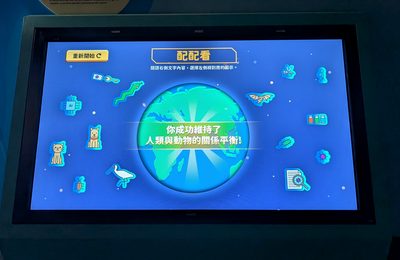 重新開始
配配看
你成功維持了
人類與動物的關係平衡!